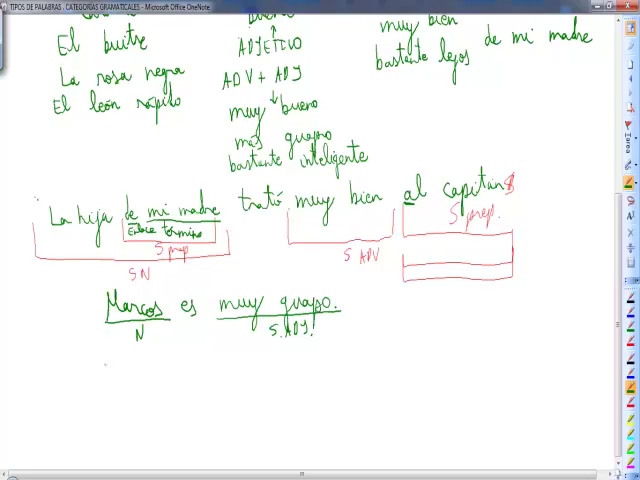 TIPOS DE PALABRAS . CATEGORÍAS GRAMATICALES - Microsoft Office OneNote
El buitre
La rosa negra
El león rápido
ADJETIVO
ADV + ADJ
muy bueno
más guapo
bastante inteligente
muy bien
bastante lejos de mi madre
La hija de mi madre trató muy bien al capitán
Enlace término
S prep
S N
S ADV
S prep.
Marcos es muy guapo.
N
S. ADJ.
Tarea